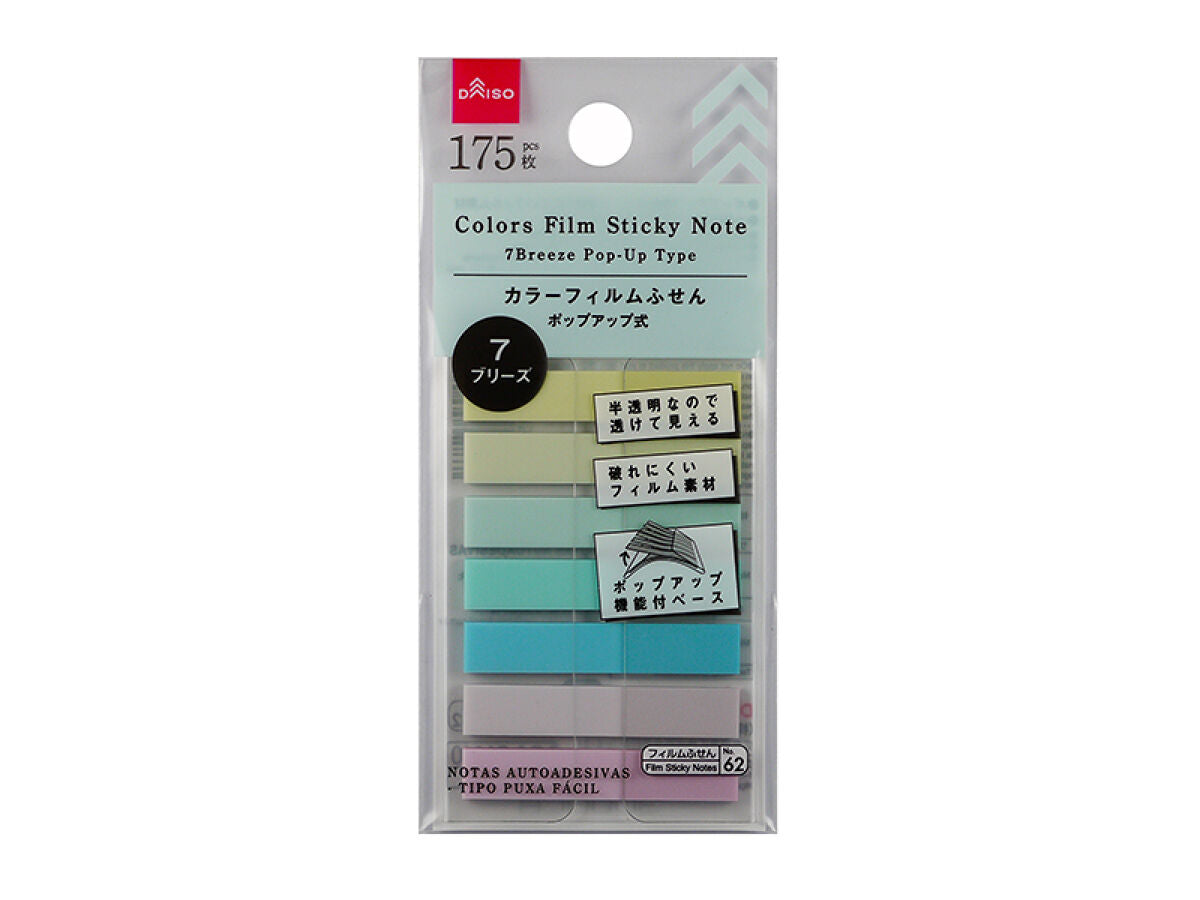 DAISO
175 pcs 枚
Colors Film Sticky Note
7Breeze Pop-Up Type
カラーフィルムふせん
ポップアップ式
7
ブリーズ
半透明なので
透けて見える
破れにくい
フィルム素材
ポップアップ
機能付ベース
フィルムふせん
Film Sticky Notes
No.
62
NOTAS AUTOADESIVAS
- TIPO PUXA FÁCIL